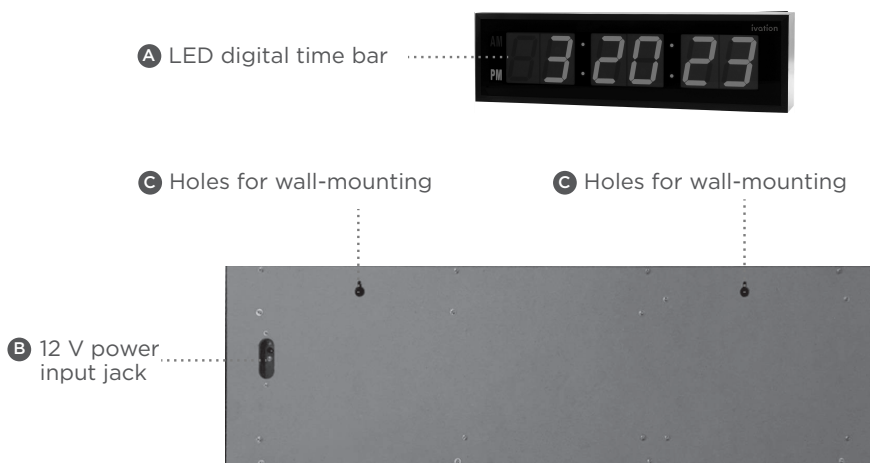 A LED digital time bar
ivation
AM
PM
3:20:23
C Holes for wall-mounting
C Holes for wall-mounting
B 12 V power
input jack